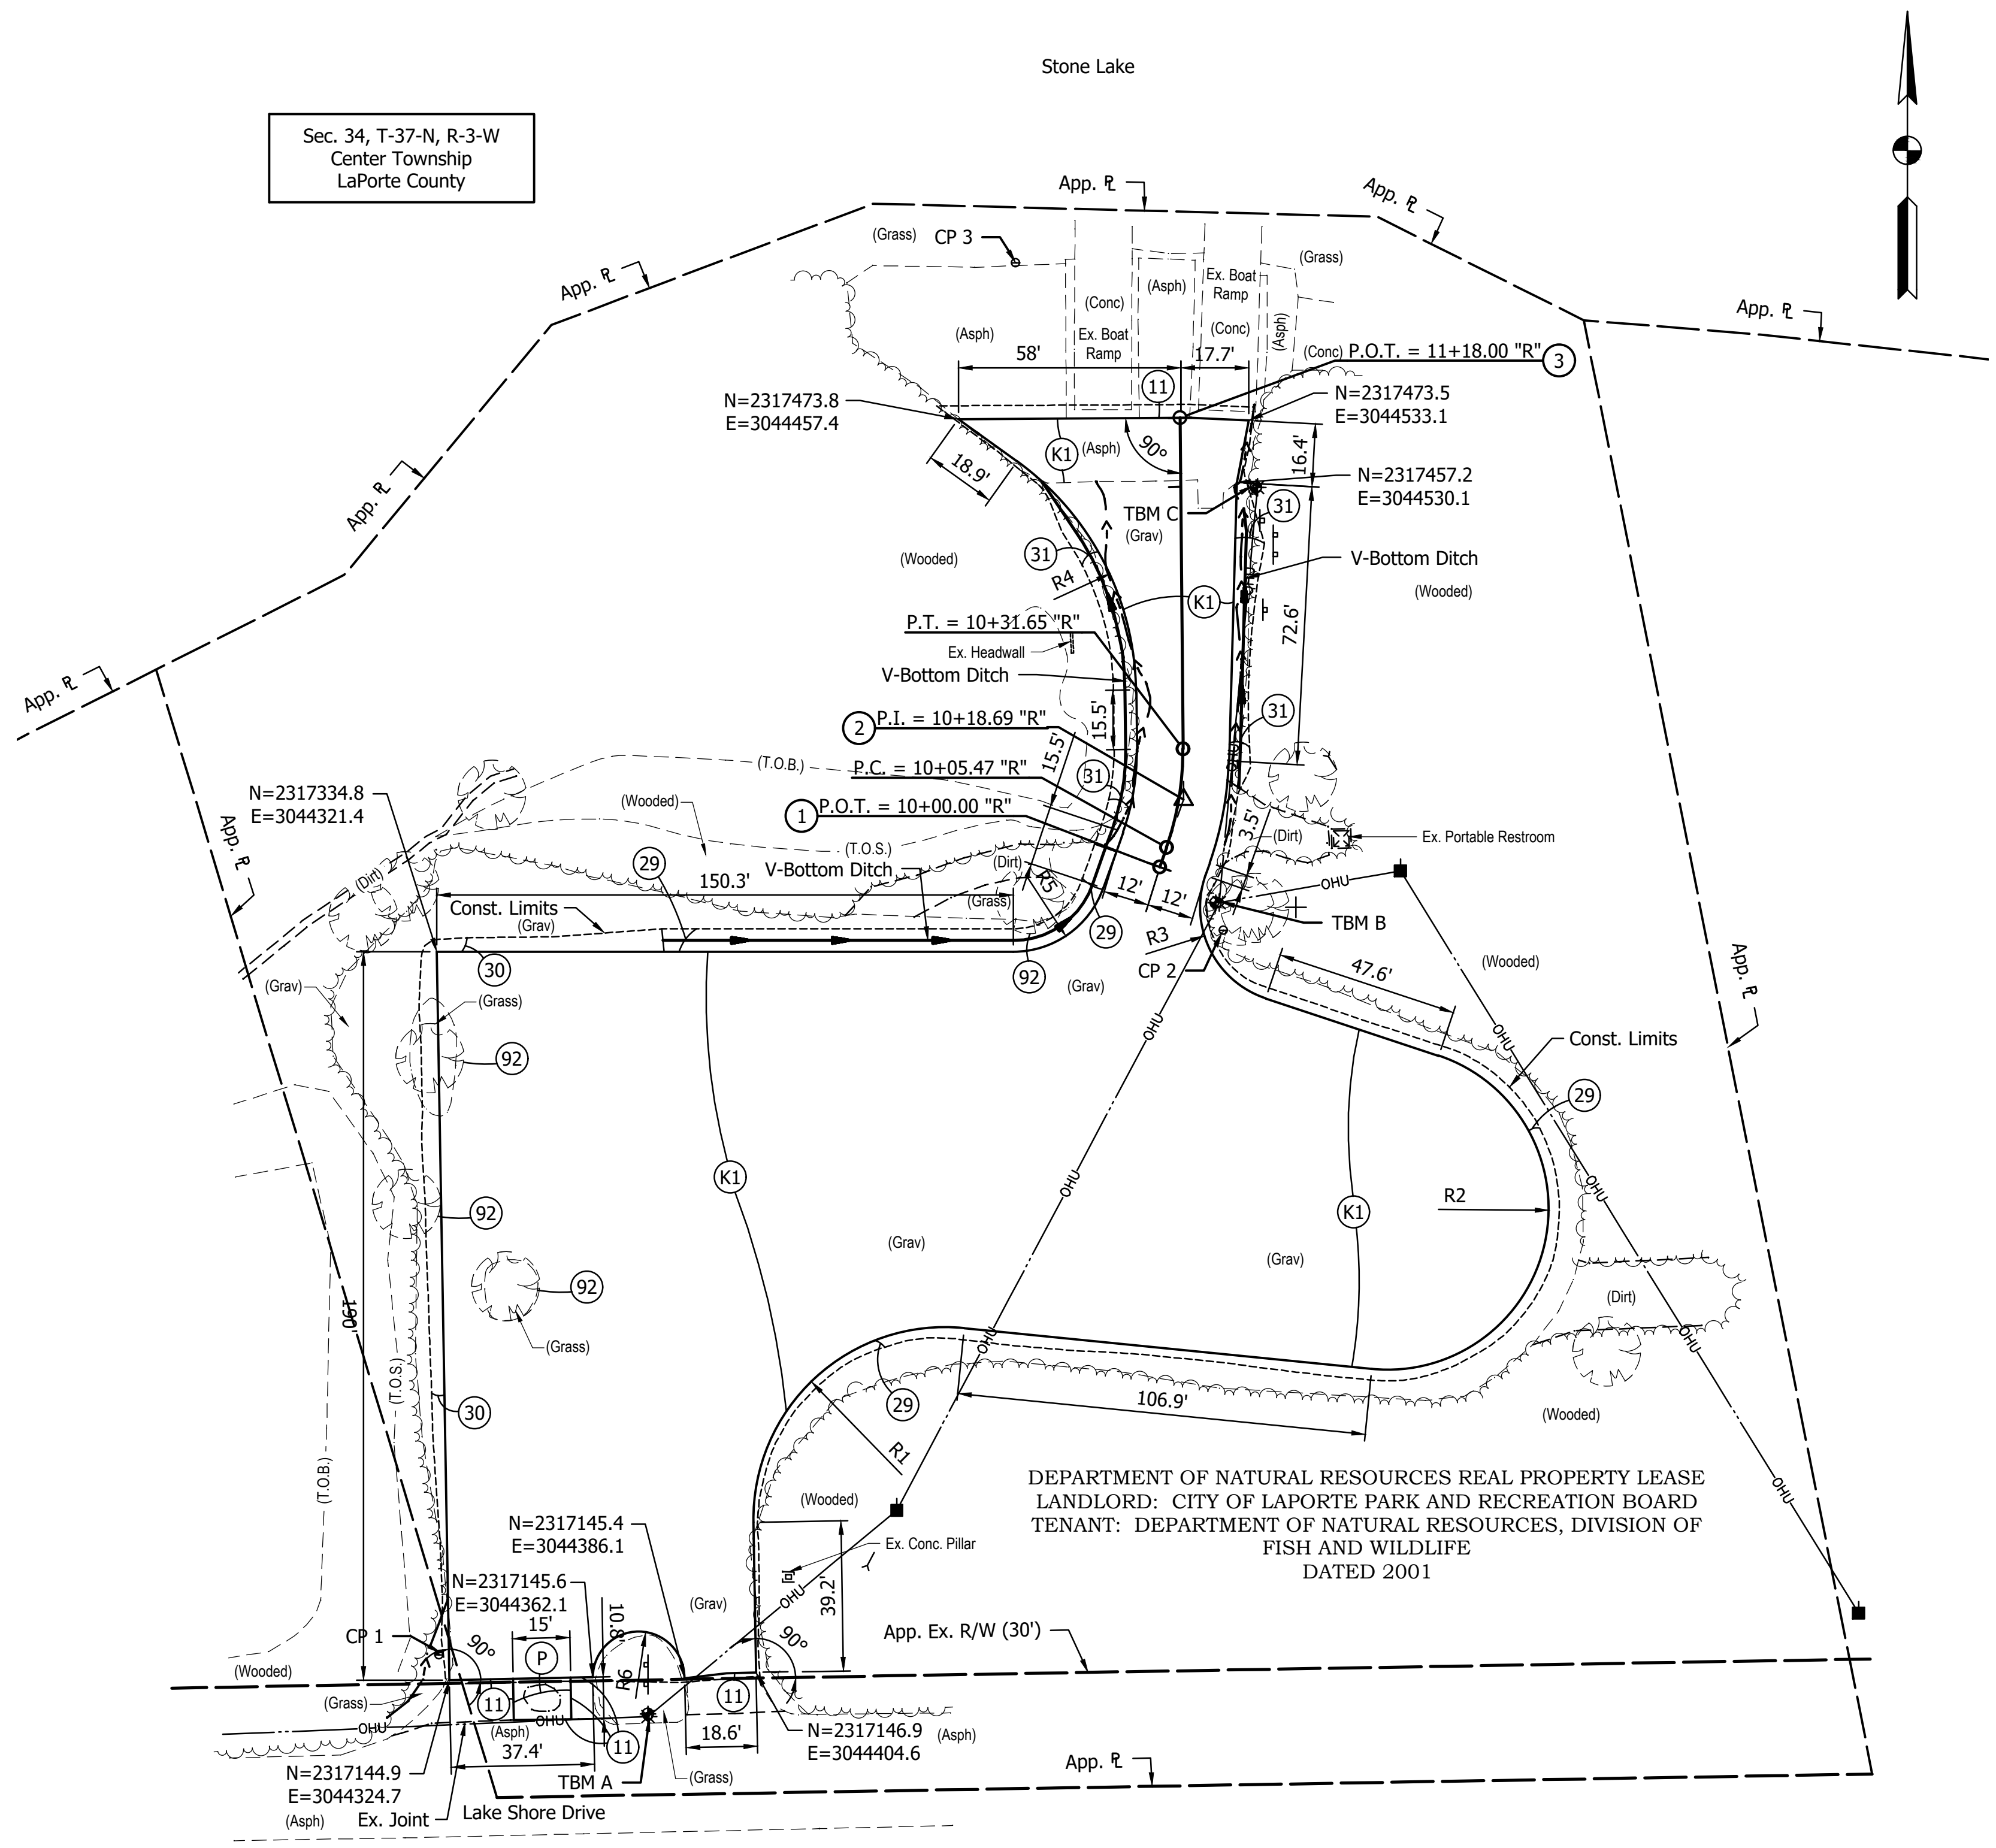 Stone Lake
Sec. 34, T-37-N, R-3-W
Center Township
LaPorte County
App. ℄
App. ℄
App. ℄
App. ℄
App. ℄
App. ℄
App. ℄
App. ℄
App. ℄
(Grass)
CP 3
(Grass)
(Conc)
(Asph)
Ex. Boat
Ramp
(Conc)
(Asph)
(Asph)
Ex. Boat
Ramp
58'
17.7'
(Conc)
P.O.T. = 11+18.00 "R"
3
11
N=2317473.8
E=3044457.4
N=2317473.5
E=3044533.1
K1
(Asph)
90°
16.4'
18.9'
N=2317457.2
E=3044530.1
TBM C
(Grav)
31
31
(Wooded)
V-Bottom Ditch
(Wooded)
R4
K1
72.6'
P.T. = 10+31.65 "R"
Ex. Headwall
V-Bottom Ditch
15.5'
31
2
P.I. = 10+18.69 "R"
15.5'
P.C. = 10+05.47 "R"
31
1
P.O.T. = 10+00.00 "R"
OHU
(T.O.B.)
(Wooded)
N=2317334.8
E=3044321.4
(T.O.S.)
V-Bottom Ditch
29
150.3'
(Dirt)
R5
12'
12'
3.5'
(Dirt)
Ex. Portable Restroom
OHU
(Dirt)
Const. Limits
(Grav)
(Grass)
29
TBM B
R3
CP 2
30
92
(Grav)
47.6'
(Wooded)
(Grav)
(Grass)
OHU
OHU
Const. Limits
92
29
K1
OHU
OHU
R2
K1
92
(Grav)
(Grav)
92
(Dirt)
190'
(Grass)
OHU
OHU
(T.O.S.)
30
29
106.9'
(Wooded)
R1
(T.O.B.)
(Wooded)
OHU
DEPARTMENT OF NATURAL RESOURCES REAL PROPERTY LEASE
LANDLORD: CITY OF LAPORTE PARK AND RECREATION BOARD
TENANT: DEPARTMENT OF NATURAL RESOURCES, DIVISION OF
FISH AND WILDLIFE
DATED 2001
N=2317145.4
E=3044386.1
Ex. Conc. Pillar
N=2317145.6
E=3044362.1
39.2'
OHU
(Grav)
10.8'
15'
CP 1
90°
P
R6
90°
App. Ex. R/W (30')
(Wooded)
(Grass)
11
11
OHU
(Asph)
OHU
11
18.6'
N=2317146.9
E=3044404.6
(Asph)
37.4'
TBM A
(Grass)
N=2317144.9
E=3044324.7
(Asph)
Ex. Joint
Lake Shore Drive